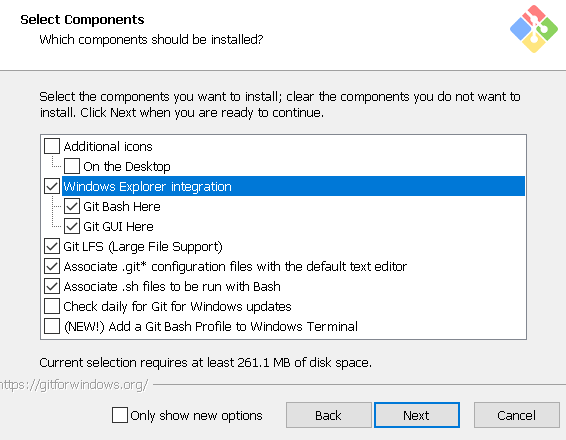 Select Components
Which components should be installed?
Select the components you want to install; clear the components you do not want to
install. Click Next when you are ready to continue.
Additional icons
On the Desktop
Windows Explorer integration
Git Bash Here
Git GUI Here
Git LFS (Large File Support)
Associate .git* configuration files with the default text editor
Associate .sh files to be run with Bash
Check daily for Git for Windows updates
(NEW!) Add a Git Bash Profile to Windows Terminal
Current selection requires at least 261.1 MB of disk space.
https://gitforwindows.org/
Only show new options
Back
Next
Cancel